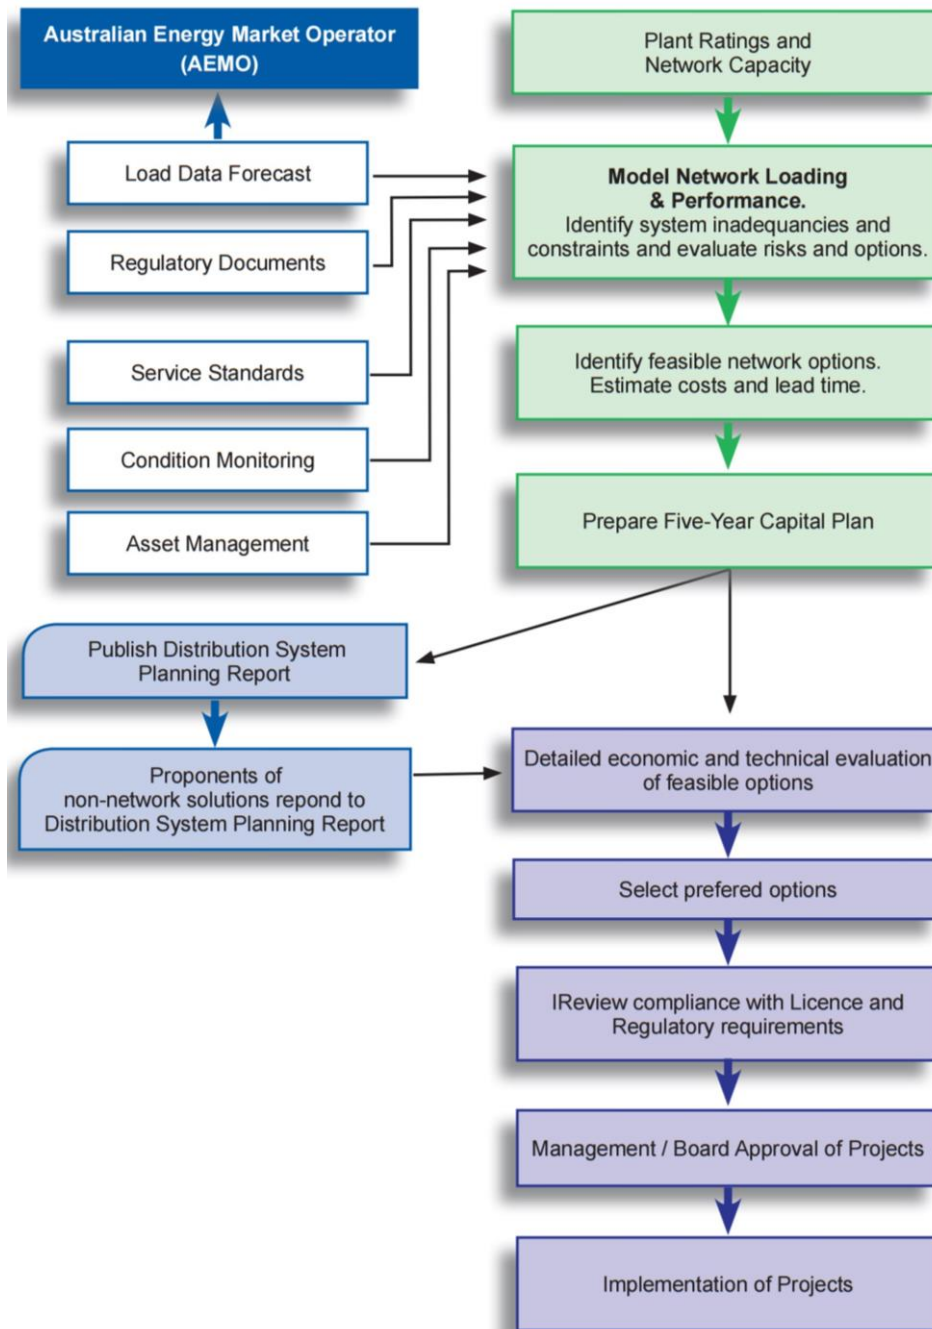 Australian Energy Market Operator
(AEMO)
Plant Ratings and
Network Capacity
Load Data Forecast
Model Network Loading
& Performance.
Identify system inadequancies and
constraints and evaluate risks and options.
Regulatory Documents
Service Standards
Identify feasible network options.
Estimate costs and lead time.
Condition Monitoring
Asset Management
Prepare Five-Year Capital Plan
Publish Distribution System
Planning Report
Proponents of
non-network solutions repond to
Distribution System Planning Report
Detailed economic and technical evaluation
of feasible options
Select prefered options
IReview compliance with Licence and
Regulatory requirements
Management / Board Approval of Projects
Implementation of Projects